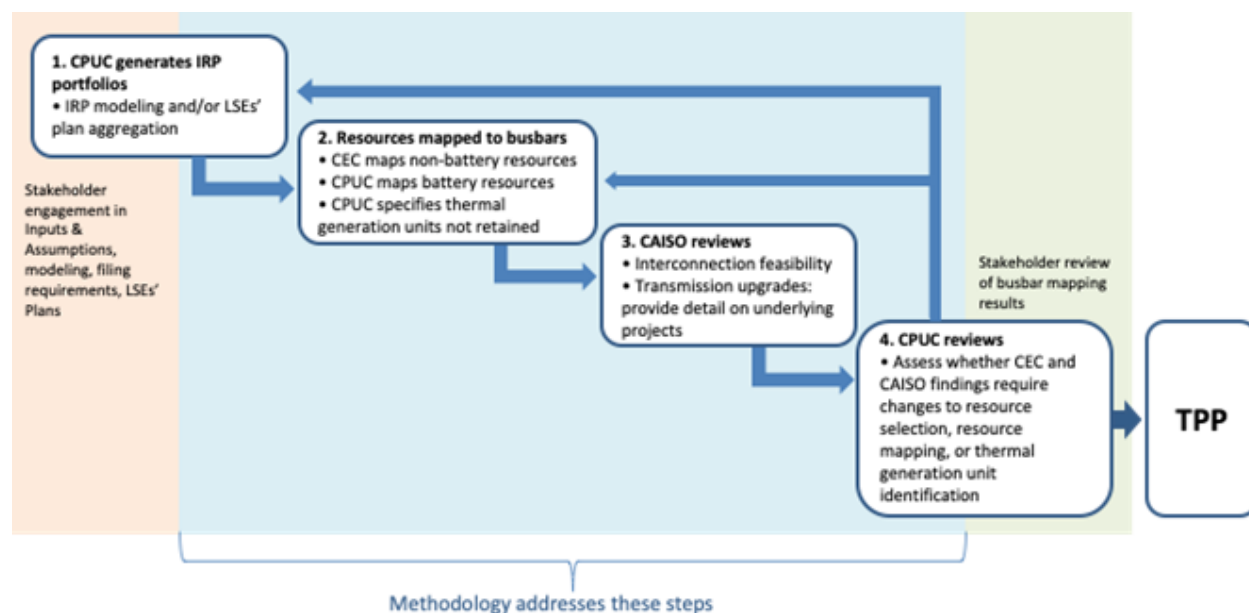 1. CPUC generates IRP
portfolios
• IRP modeling and/or LSEs'
plan aggregation
2. Resources mapped to busbars
• CEC maps non-battery resources
• CPUC maps battery resources
• CPUC specifies thermal
generation units not retained
Stakeholder
engagement in
Inputs &
Assumptions,
modeling, filing
requirements, LSEs'
Plans
3. CAISO reviews
• Interconnection feasibility
• Transmission upgrades:
provide detail on underlying
projects
Stakeholder review
of busbar mapping
results
4. CPUC reviews
• Assess whether CEC and
CAISO findings require
changes to resource
selection, resource
mapping, or thermal
generation unit
identification
TPP
Methodology addresses these steps